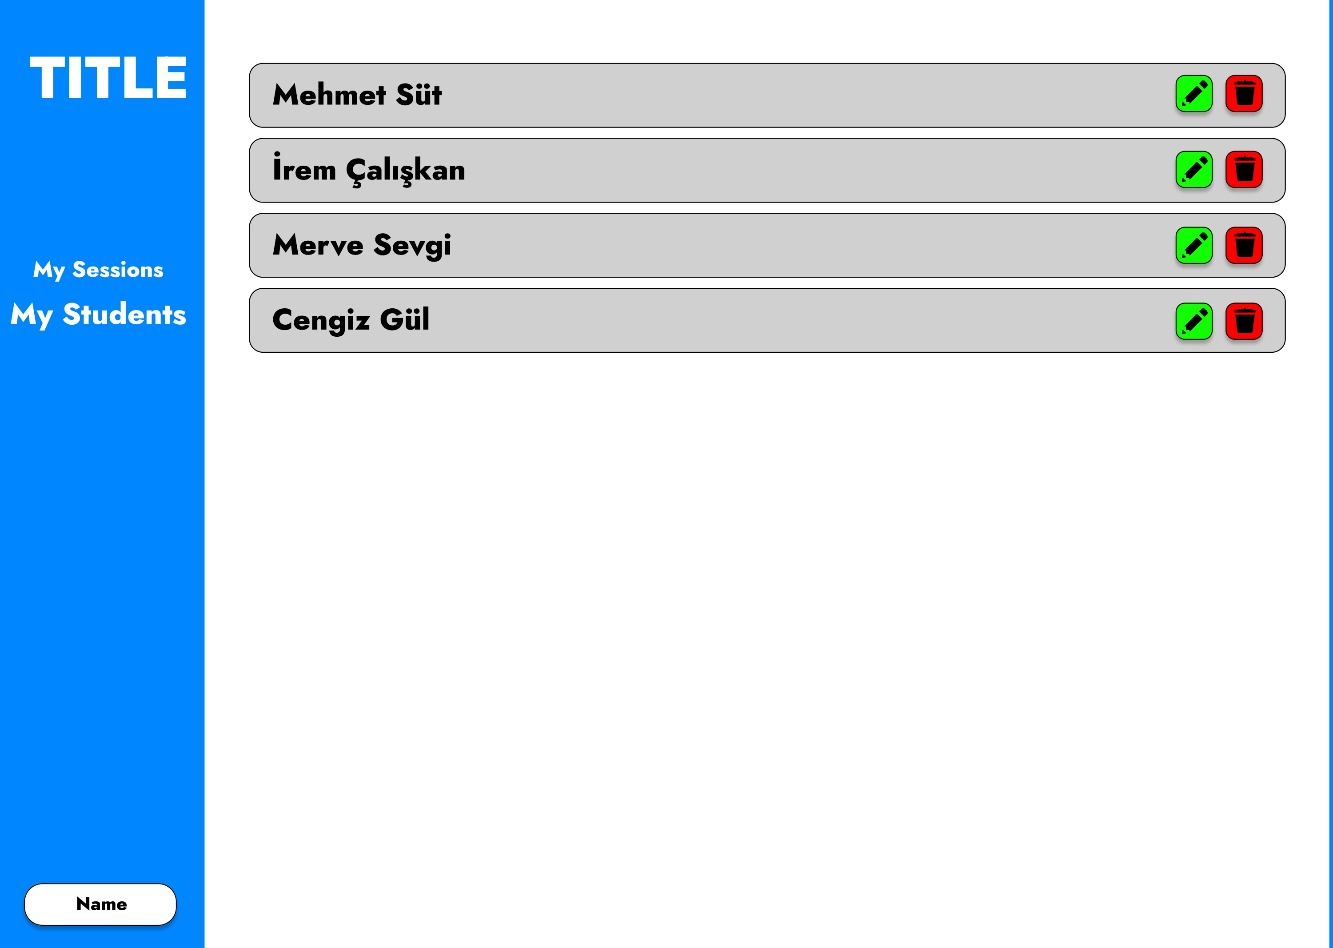 TITLE
My Sessions
My Students
Name
Mehmet Süt
İrem Çalışkan
Merve Sevgi
Cengiz Gül